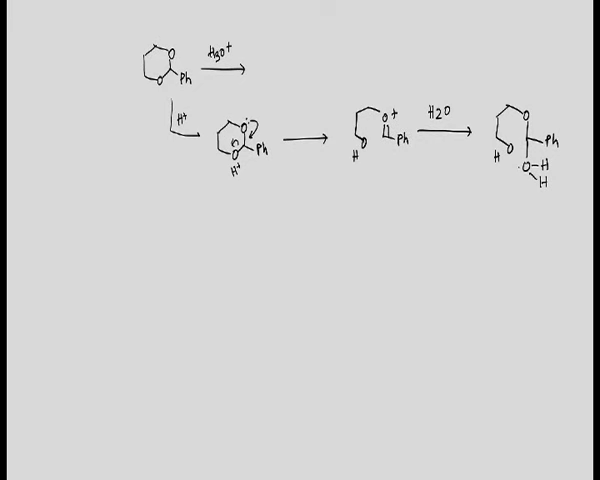 O H3O+
O Ph
H+
O: O+ H2O O
O Ph O Ph O Ph
H+ H H O-H
H